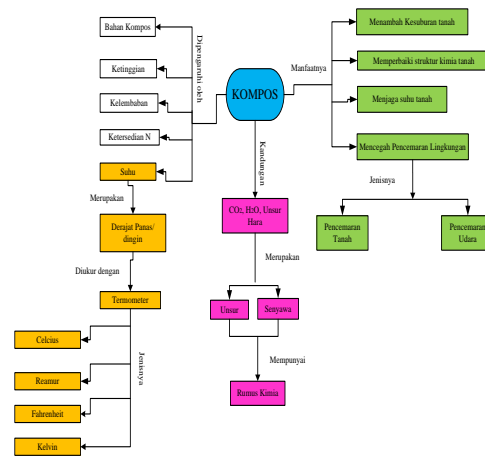 Bahan Kompos
Ketinggian
Kelembaban
Ketersedian N
Suhu
Dipengaruhi oleh
KOMPOS
Manfaatnya
Menambah Kesuburan tanah
Memperbaiki struktur kimia tanah
Menjaga suhu tanah
Mencegah Pencemaran Lingkungan
Jenisnya
Pencemaran
Tanah
Pencemaran
Udara
Kandungan
CO2, H2O, Unsur
Hara
Merupakan
Unsur
Senyawa
Mempunyai
Rumus Kimia
Merupakan
Derajat Panas/
dingin
Diukur dengan
Termometer
Jenisnya
Celcius
Reamur
Fahrenheit
Kelvin